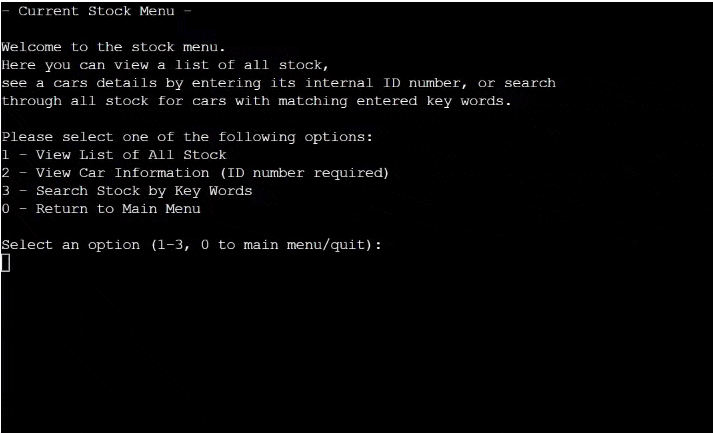 - Current Stock Menu -
Welcome to the stock menu.
Here you can view a list of all stock,
see a cars details by entering its internal ID number, or search
through all stock for cars with matching entered key words.
Please select one of the following options:
1 - View List of All Stock
2 - View Car Information (ID number required)
3 - Search Stock by Key Words
0 - Return to Main Menu
Select an option (1-3, 0 to main menu/quit):